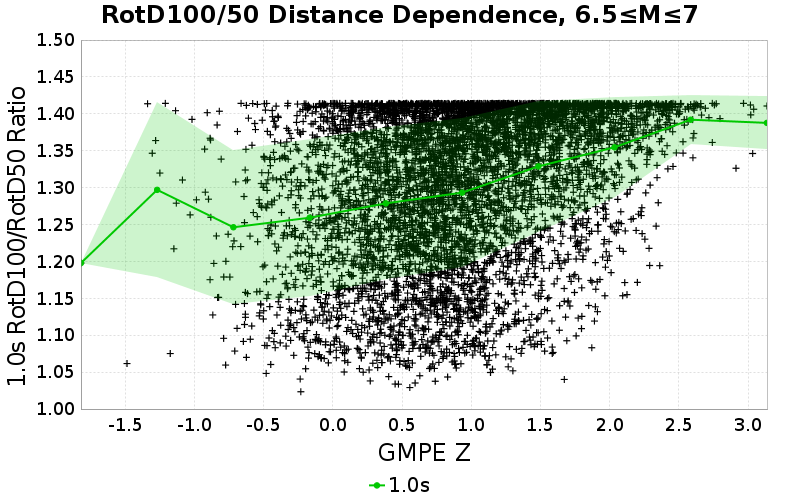 RotD100/50 Distance Dependence, 6.5≤M≤7
1.0s RotD100/RotD50 Ratio
1.50
1.45
1.40
1.35
1.30
1.25
1.20
1.15
1.10
1.05
1.00
-1.5 -1.0 -0.5 0.0 0.5 1.0 1.5 2.0 2.5 3.0
GMPE Z
1.0s